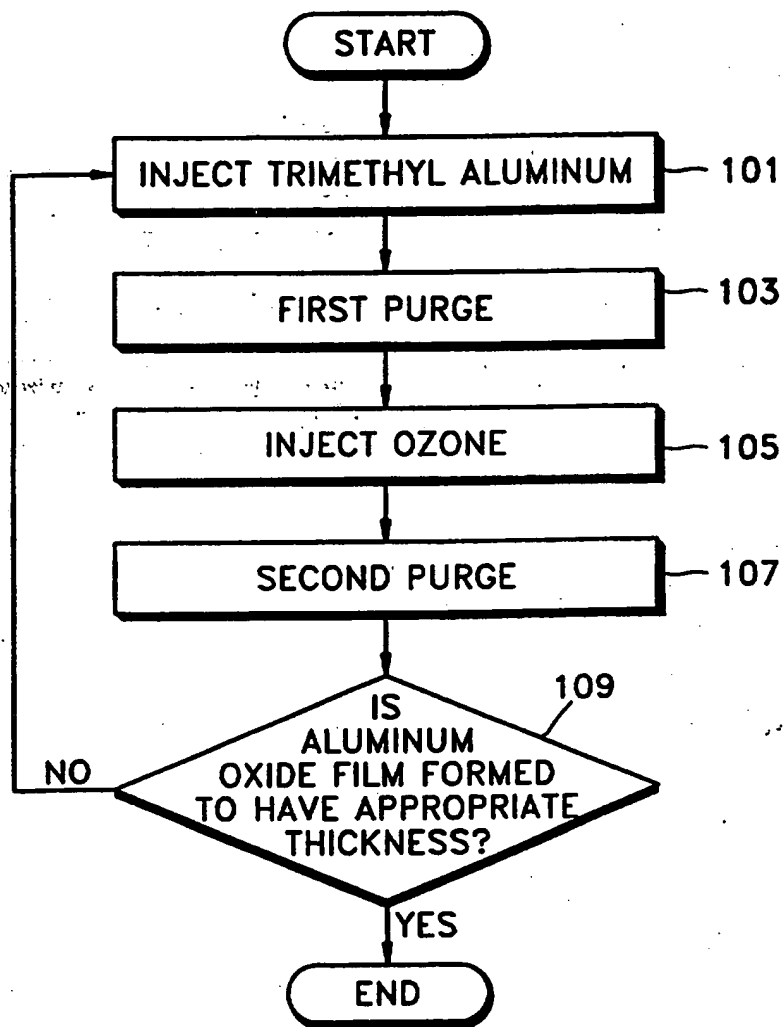 START
INJECT TRIMETHYL ALUMINUM
101
FIRST PURGE
103
INJECT OZONE
105
SECOND PURGE
107
109
IS
ALUMINUM
OXIDE FILM FORMED
TO HAVE APPROPRIATE
THICKNESS?
NO
YES
END